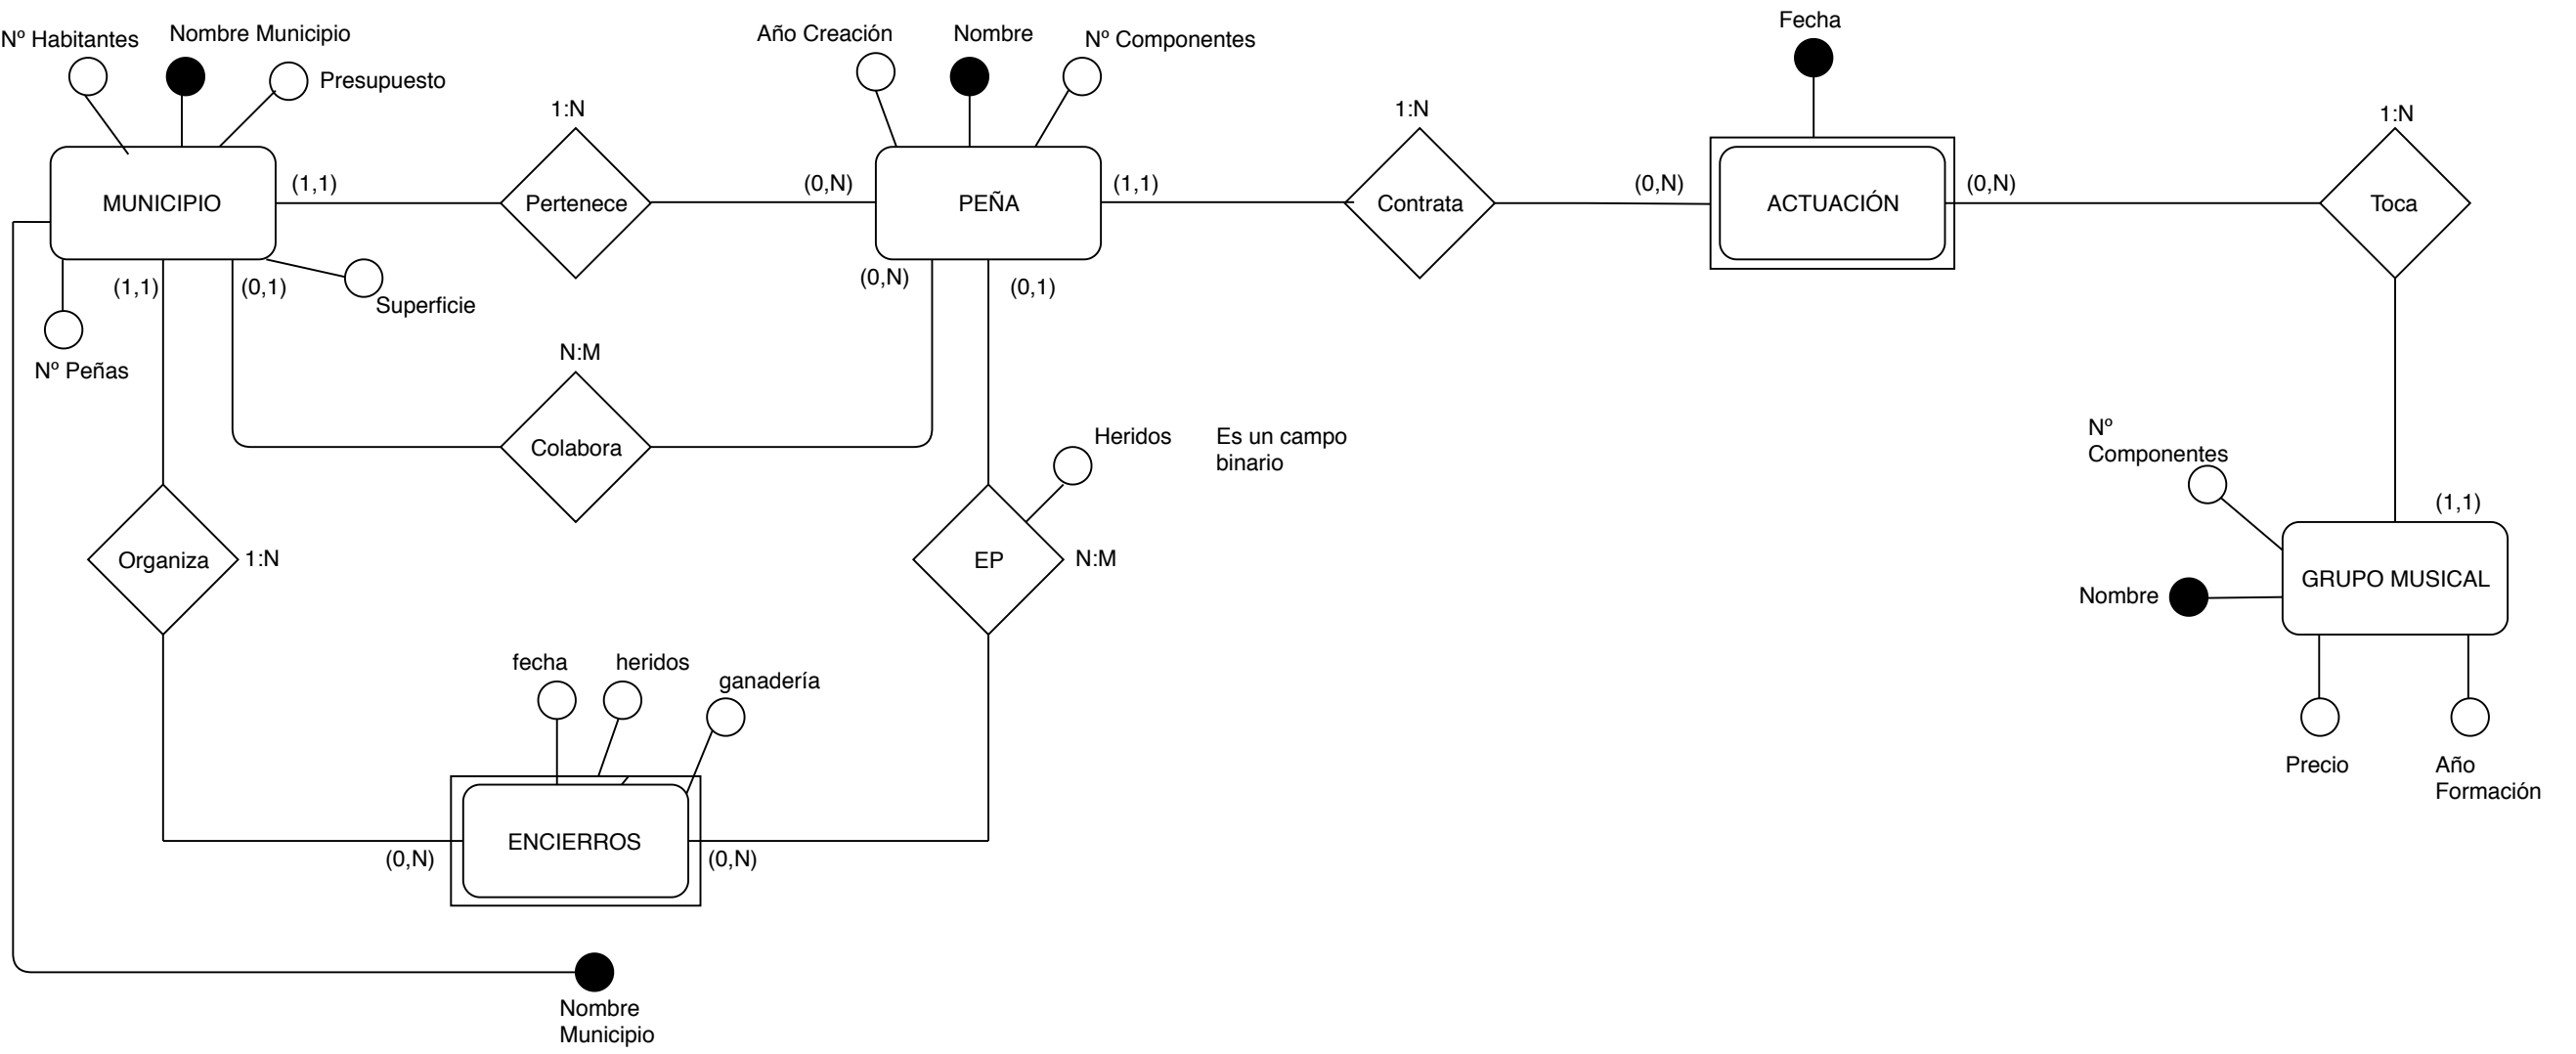 Fecha
Nº Habitantes
Nombre Municipio
Año Creación
Nombre
Nº Componentes
Presupuesto
1:N
1:N
1:N
MUNICIPIO
(1,1)
Pertenece
(0,N)
PEÑA
(1,1)
Contrata
(0,N)
ACTUACIÓN
(0,N)
Toca
(1,1)
(0,1)
Superficie
(0,N)
(0,1)
Nº Peñas
N:M
Colabora
Heridos
Es un campo
binario
Nº
Componentes
(1,1)
Organiza
1:N
EP
N:M
GRUPO MUSICAL
Nombre
fecha
heridos
ganadería
Precio
Año
Formación
ENCIERROS
(0,N)
(0,N)
Nombre
Municipio